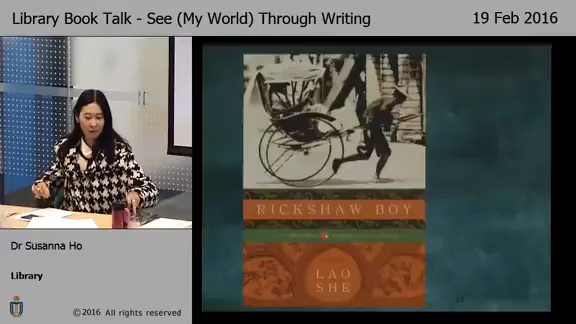 Library Book Talk - See (My World) Through Writing
19 Feb 2016
RICKSHAW BOY
LAO
SHE
Dr Susanna Ho
Library
©2016 All rights reserved